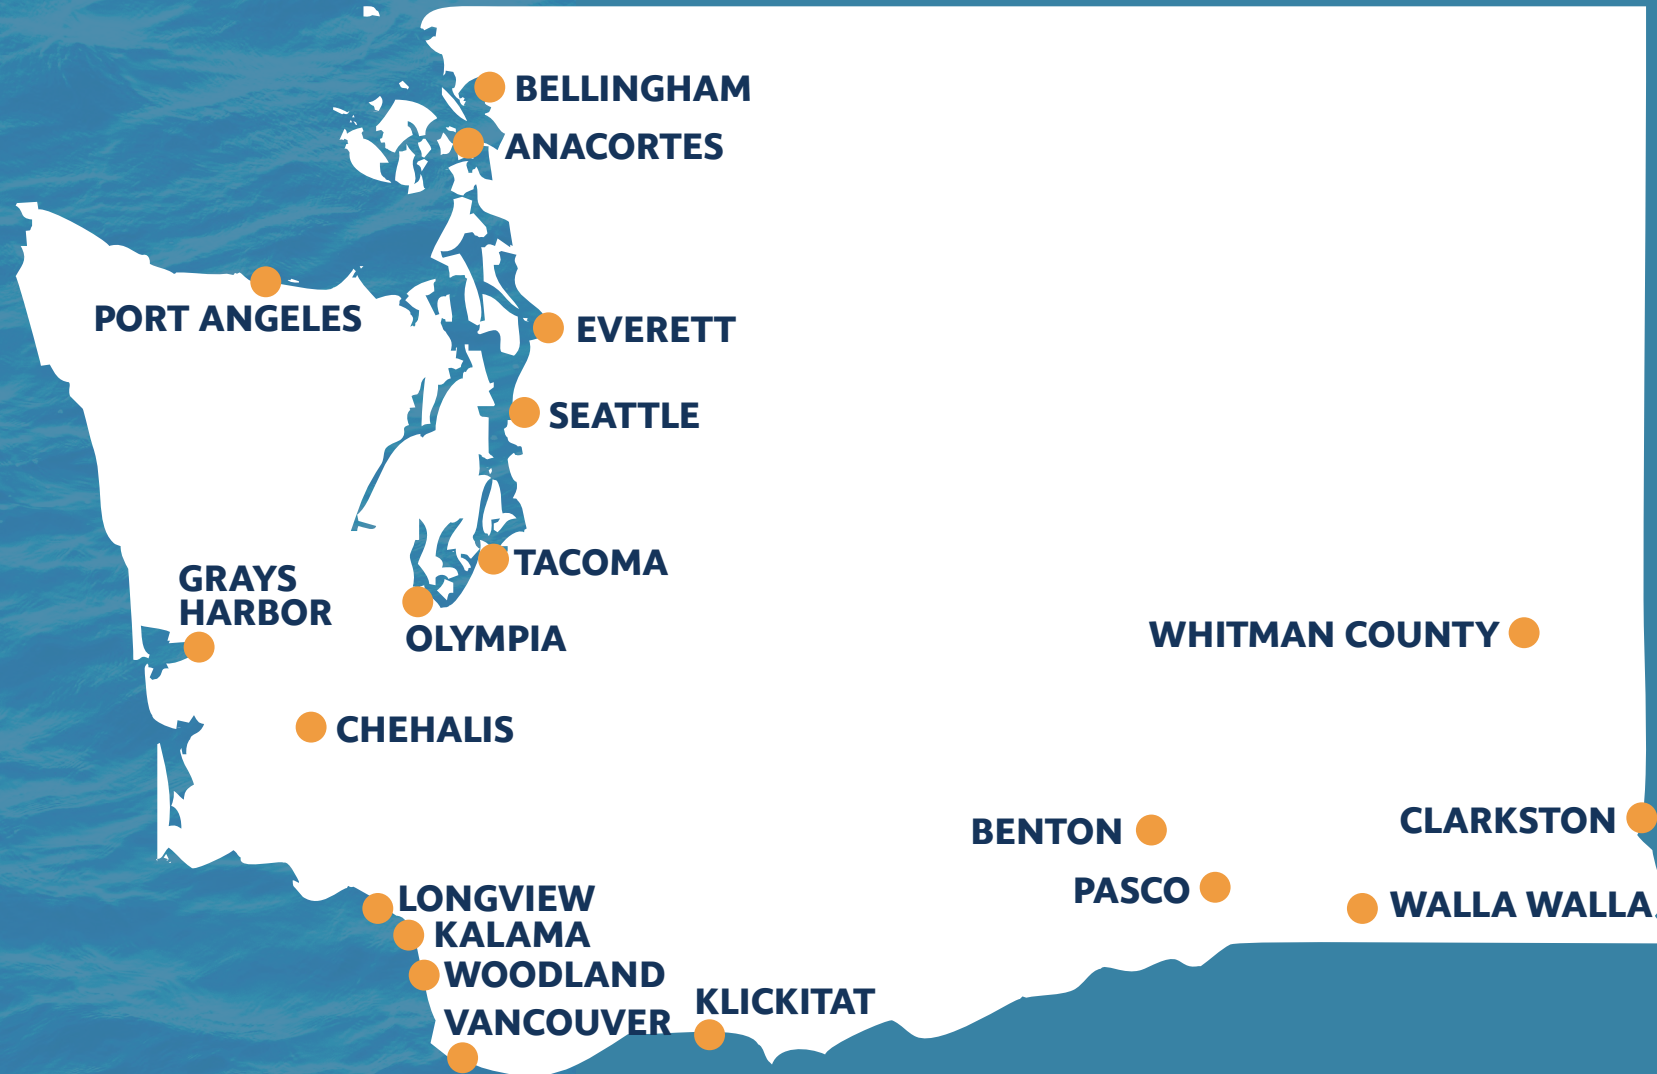 BELLINGHAM
ANACORTES
PORT ANGELES
EVERETT
SEATTLE
TACOMA
GRAYS
HARBOR
OLYMPIA
WHITMAN COUNTY
CHEHALIS
CLARKSTON
BENTON
PASCO
WALLA WALLA
LONGVIEW
KALAMA
WOODLAND
KLICKITAT
VANCOUVER